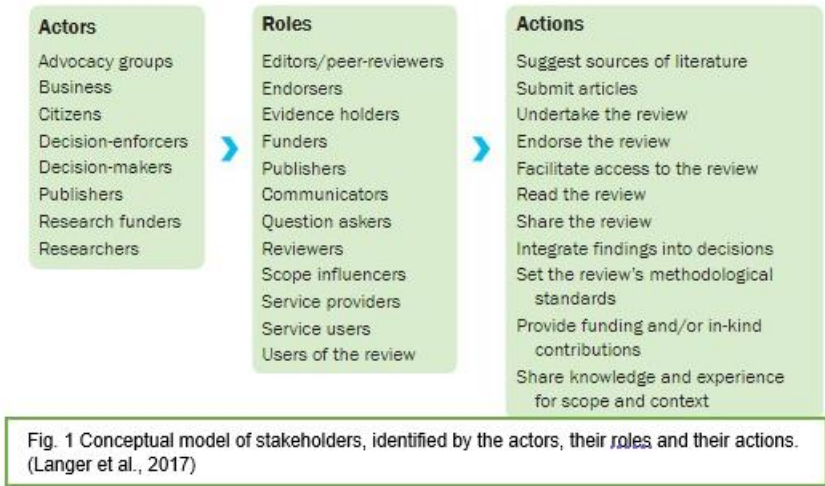 Actors
Advocacy groups
Business
Citizens
Decision-enforcers
Decision-makers
Publishers
Research funders
Researchers
Roles
Editors/peer-reviewers
Endorsers
Evidence holders
Funders
Publishers
Communicators
Question askers
Reviewers
Scope influencers
Service providers
Service users
Users of the review
Actions
Suggest sources of literature
Submit articles
Undertake the review
Endorse the review
Facilitate access to the review
Read the review
Share the review
Integrate findings into decisions
Set the review's methodological
standards
Provide funding and/or in-kind
contributions
Share knowledge and experience
for scope and context
Fig. 1 Conceptual model of stakeholders, identified by the actors, their roles and their actions.
(Langer et al., 2017)